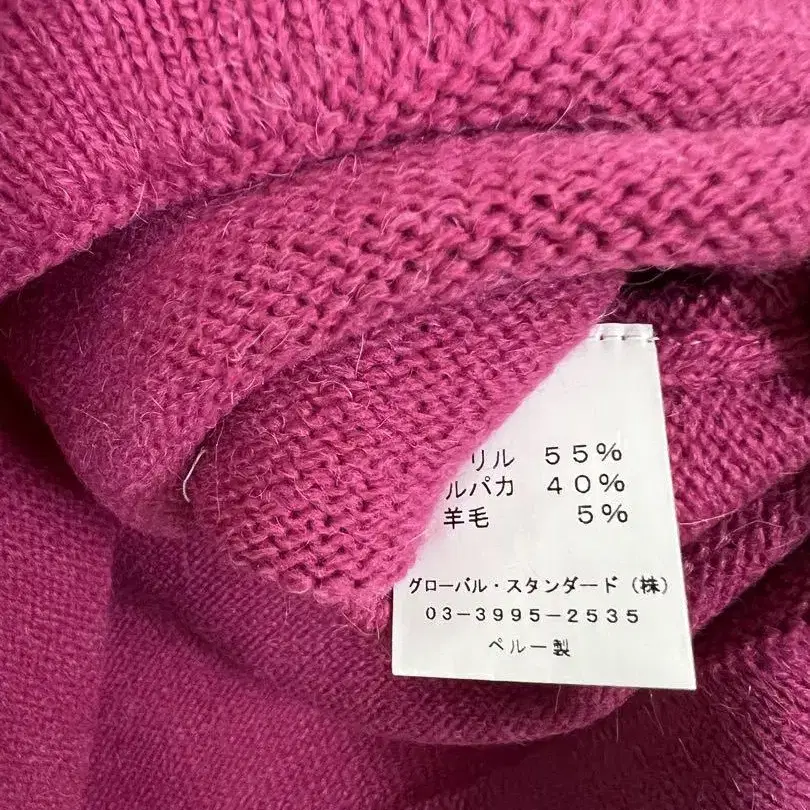 リル 55%
ルパカ 40%
羊毛 5%
グローバル・スタンダード(株)
03-3995-2535
ペルー製